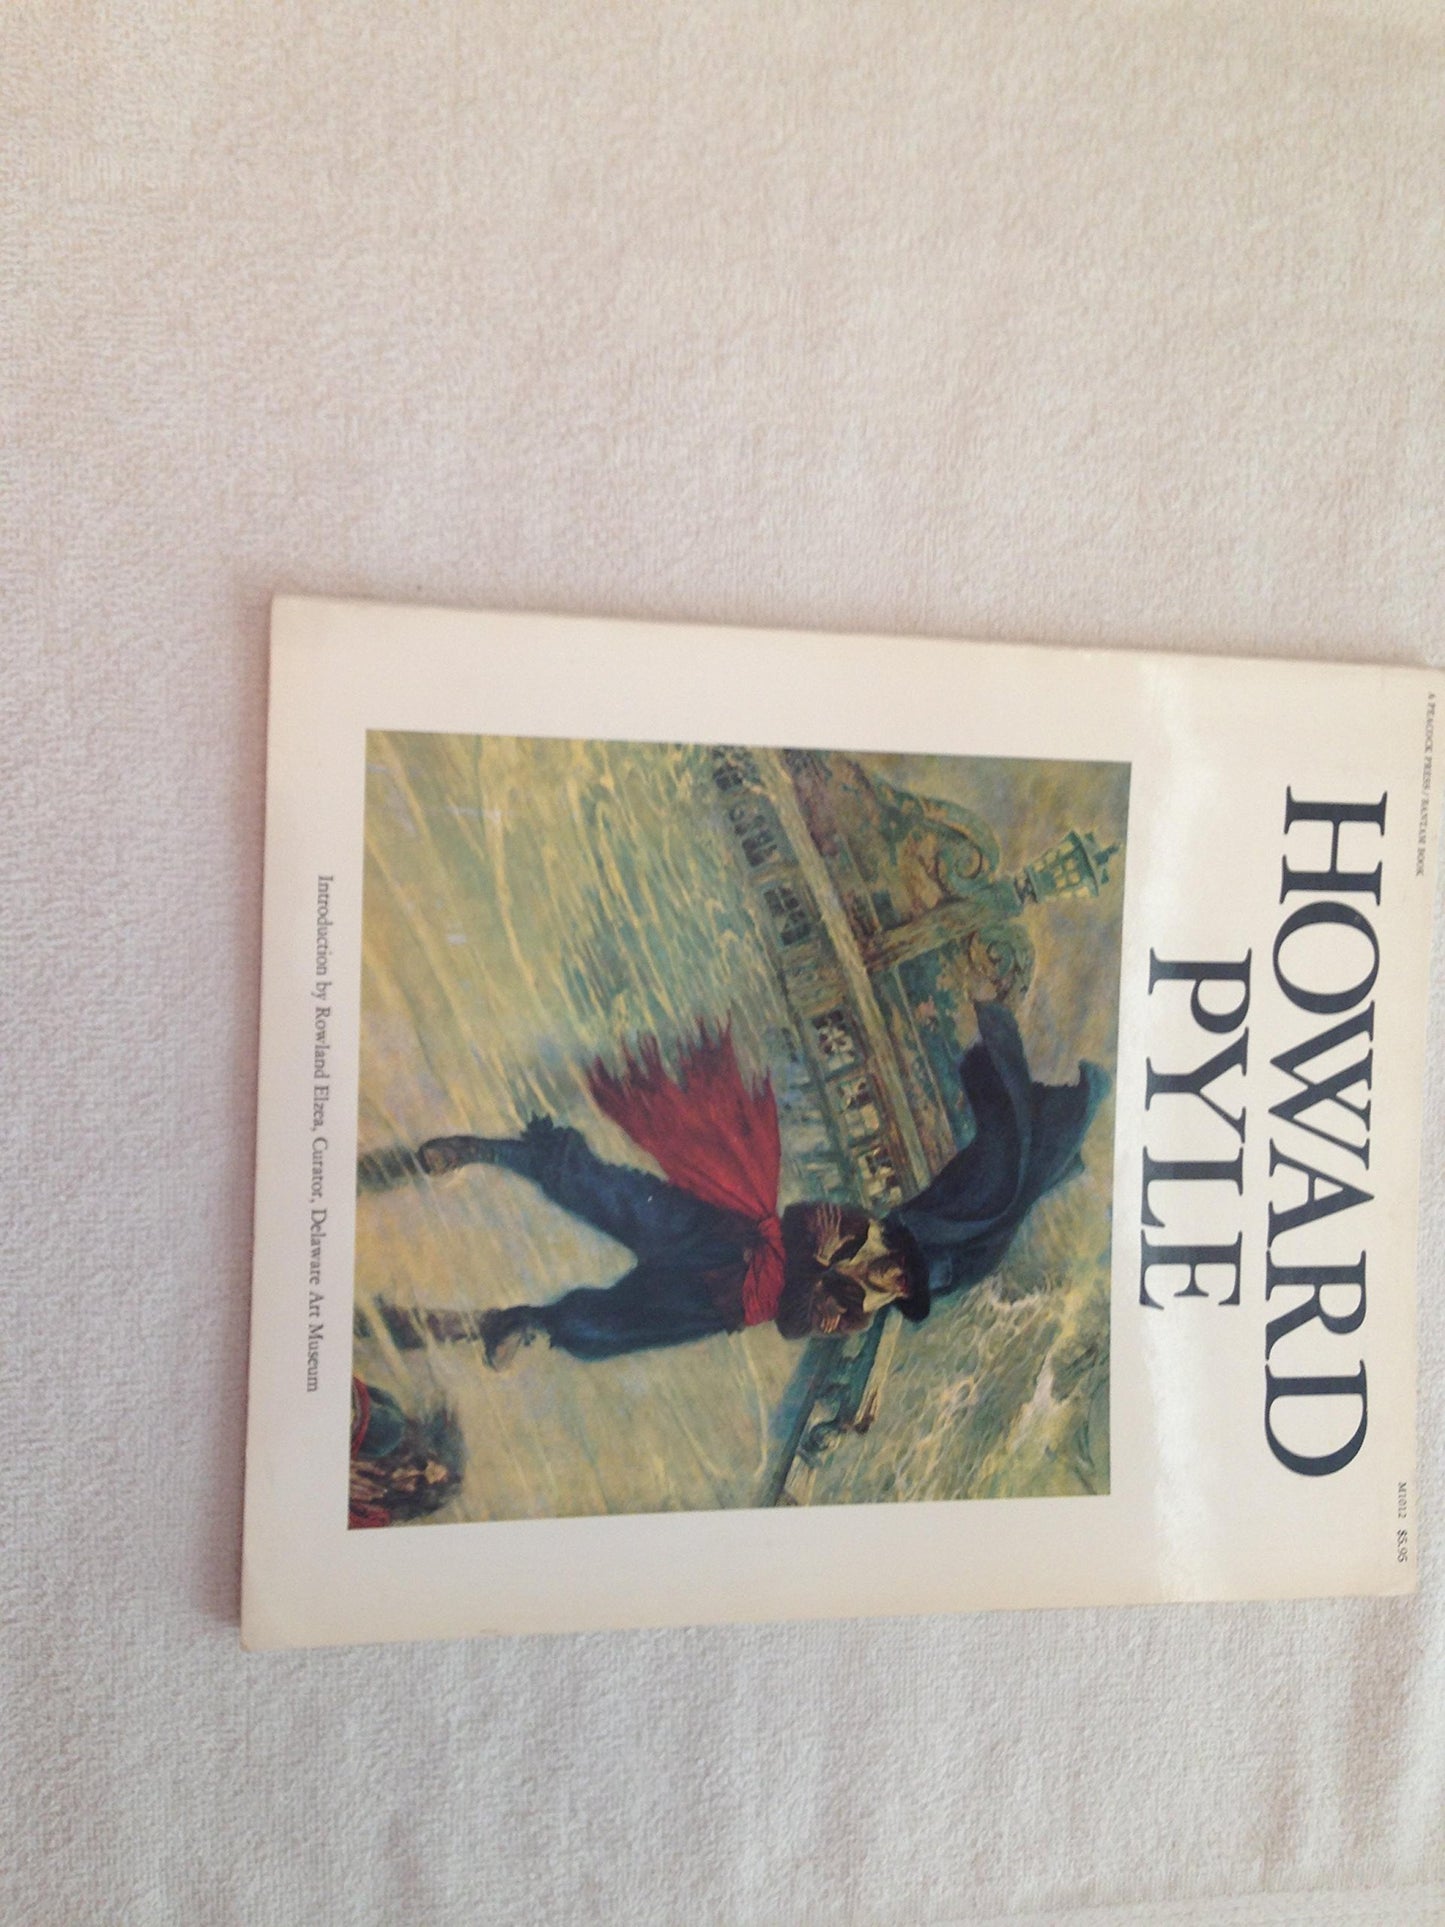 A PEACOCK PRESS/BANTAM BOOK
M1012 $5.95
HOWARD
PYLE
Introduction by Rowland Elzea, Curator, Delaware Art Museum